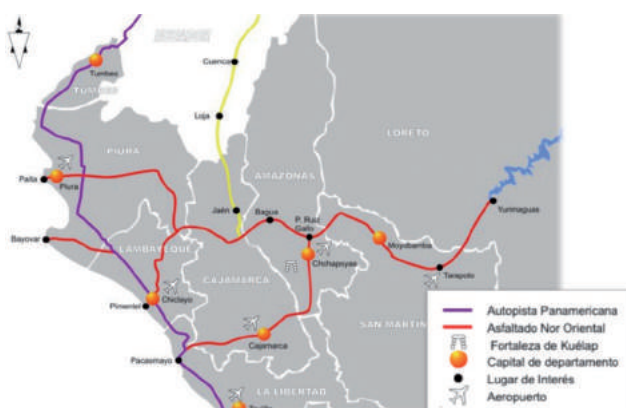 Cuenca
Tumbes
TUMBES
Loja
LORETO
PIURA
AMAZONAS
Paita
Piura
Jaén
Bagua
P. Ruiz
Gallo
Yurimaguas
Moyobamba
Bayovar
LAMBAYEQUE
Chchapoyas
Tarapoto
CAJAMARCA
Chiclayo
Pimentel
SAN MARTIN
Cajamarca
Pacasmayo
LA LIBERTAD
Autopista Panamericana
Asfaltado Nor Oriental
Fortaleza de Kuélap
Capital de departamento
Lugar de Interés
Aeropuerto